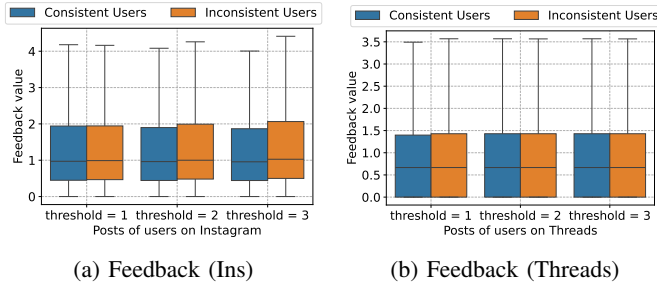 Consistent Users Inconsistent Users
4
3
2
1
0
Feedback value
threshold = 1 threshold = 2 threshold = 3
Posts of users on Instagram
(a) Feedback (Ins)
Consistent Users Inconsistent Users
3.5
3.0
2.5
2.0
1.5
1.0
0.5
0.0
Feedback value
threshold = 1 threshold = 2 threshold = 3
Posts of users on Threads
(b) Feedback (Threads)